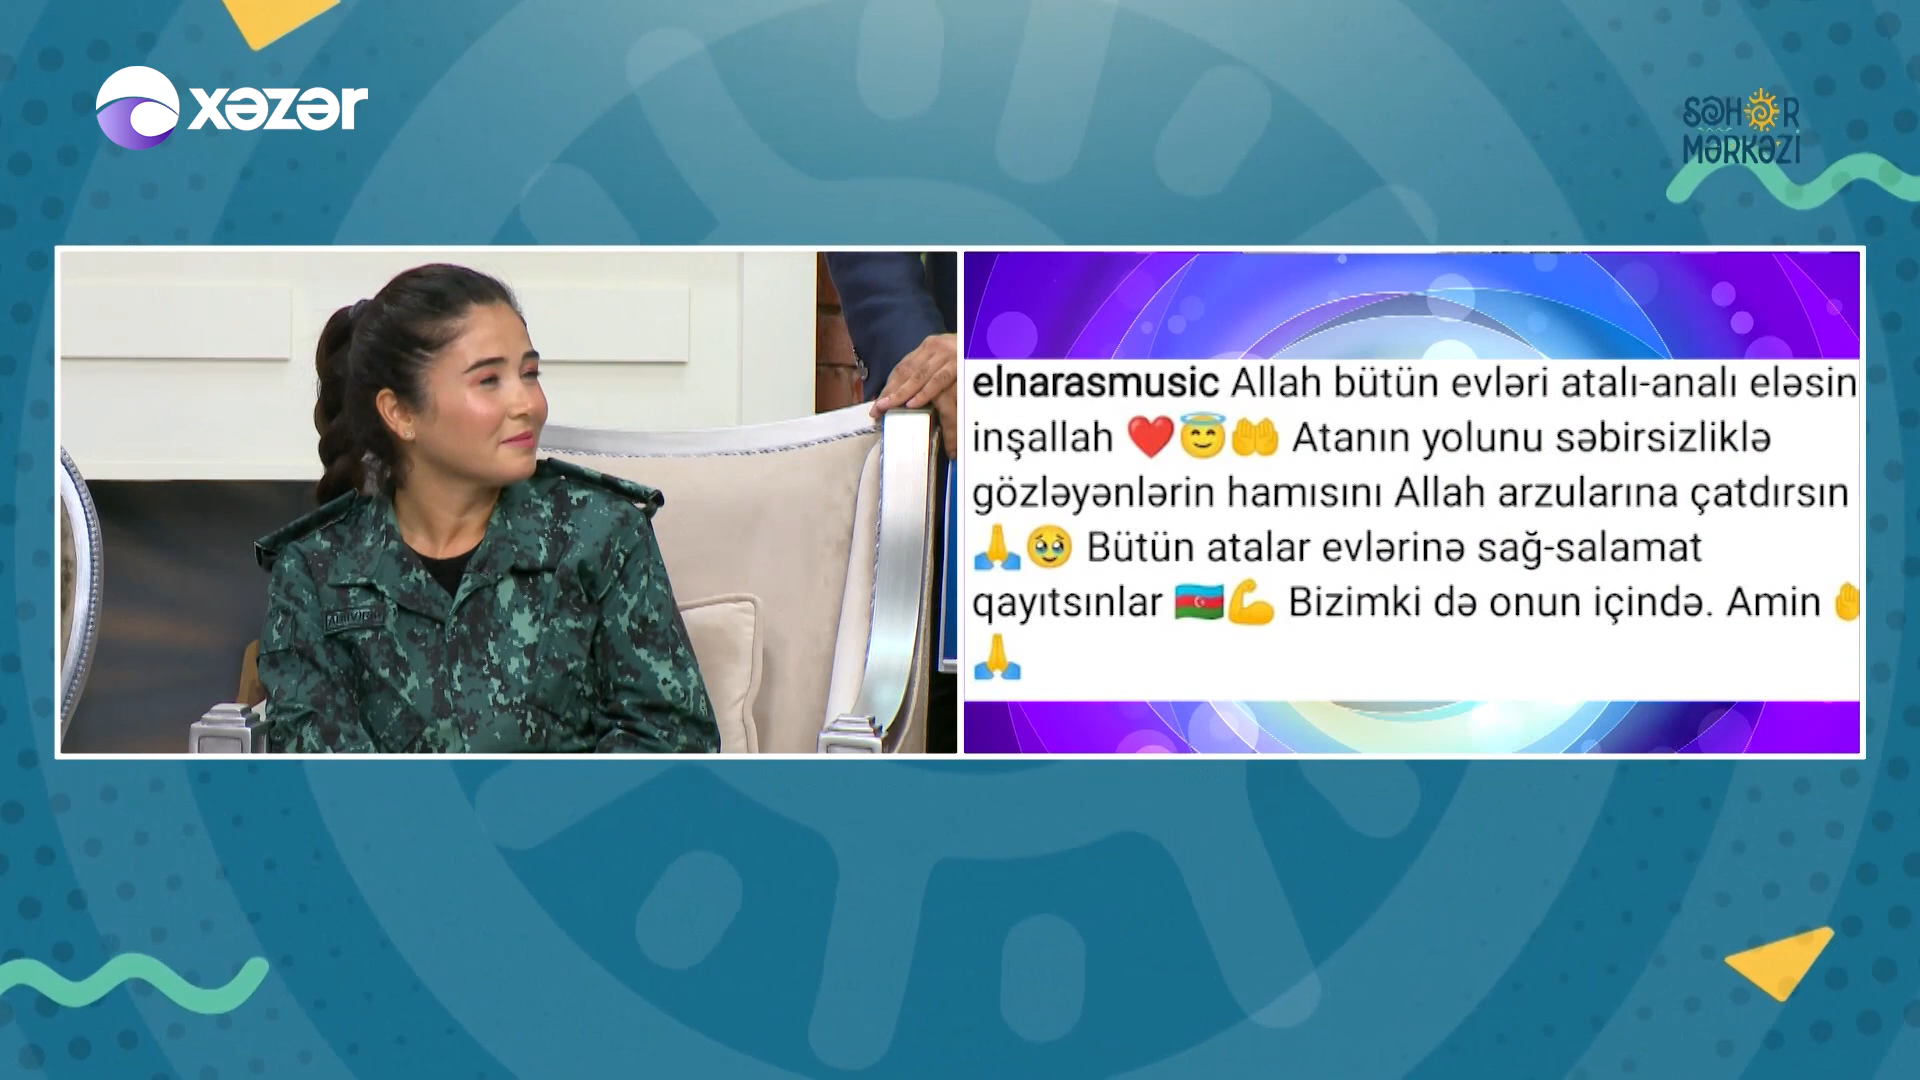 xəzər
SƏHƏR
MƏRKƏZİ
elnarasmusic Allah bütün evləri atalı-analı eləsin
inşallah ❤️😇🤲 Atanın yolunu səbirsizliklə
gözləyənlərin hamısını Allah arzularına çatdırsın
🙏🥹 Bütün atalar evlərinə sağ-salamat
qayıtsınlar 🇦🇿💪 Bizimki də onun içində. Amin 🤚
🙏